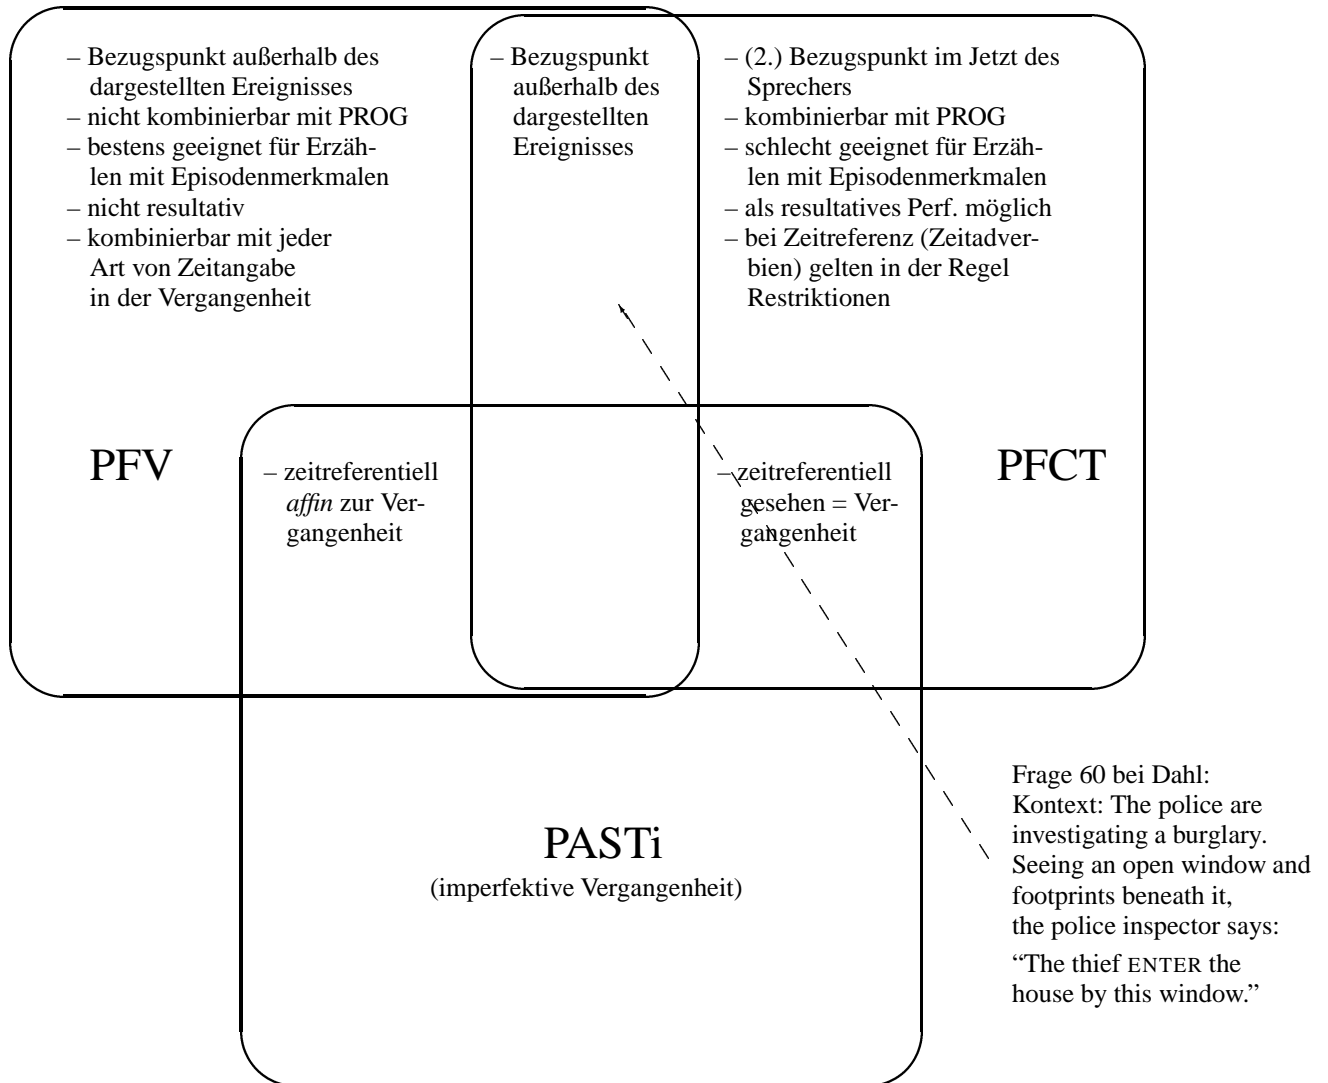 – Bezugspunkt außerhalb des
dargestellten Ereignisses
– nicht kombinierbar mit PROG
– bestens geeignet für Erzäh-
len mit Episodenmerkmalen
– nicht resultativ
– kombinierbar mit jeder
Art von Zeitangabe
in der Vergangenheit
– Bezugspunkt
außerhalb des
dargestellten
Ereignisses
– (2.) Bezugspunkt im Jetzt des
Sprechers
– kombinierbar mit PROG
– schlecht geeignet für Erzäh-
len mit Episodenmerkmalen
– als resultatives Perf. möglich
– bei Zeitreferenz (Zeitadver-
bien) gelten in der Regel
Restriktionen
PFV
– zeitreferentiell
affin zur Ver-
gangenheit
– zeitreferentiell
gesehen = Ver-
gangenheit
PFCT
PASTi
(imperfektive Vergangenheit)
Frage 60 bei Dahl:
Kontext: The police are
investigating a burglary.
Seeing an open window and
footprints beneath it,
the police inspector says:
“The thief ENTER the
house by this window.”